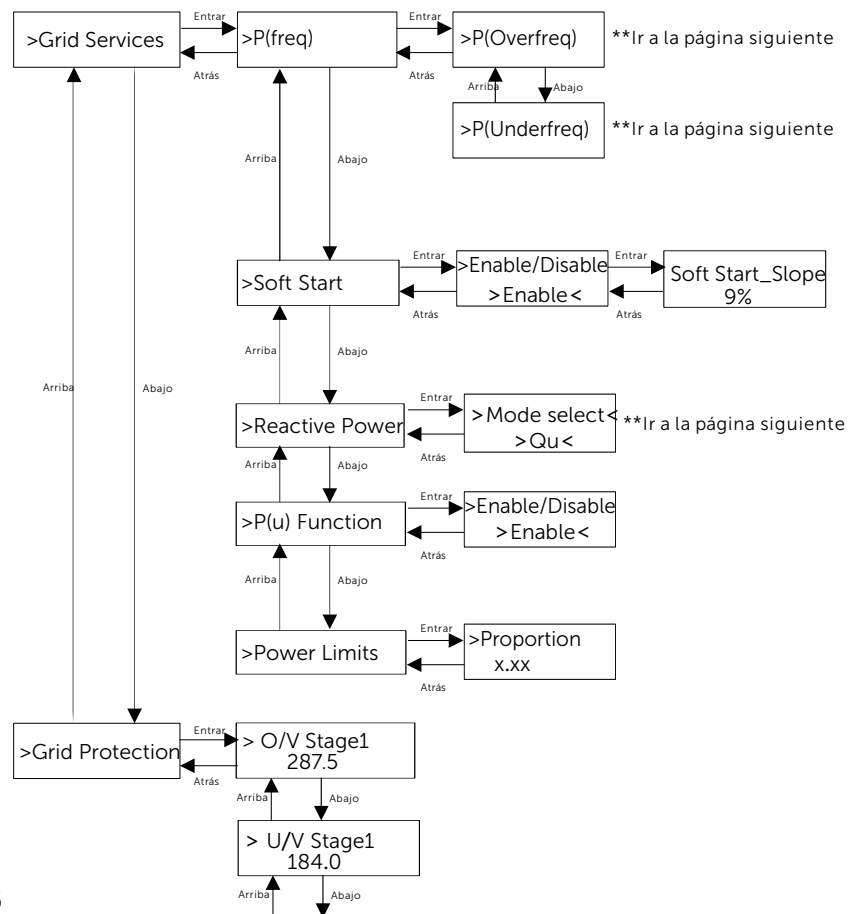 >Grid Services
Entrar
Atrás
>P(freq)
Entrar
Atrás
>P(Overfreq)
**Ir a la página siguiente
Arriba
Abajo
>P(Underfreq)
**Ir a la página siguiente
Arriba
Abajo
>Soft Start
Entrar
Atrás
>Enable/Disable
>Enable<
Entrar
Atrás
Soft Start_Slope
9%
Arriba
Abajo
Arriba
Abajo
>Reactive Power
Entrar
Atrás
>Mode select<
>Qu<
**Ir a la página siguiente
Arriba
Abajo
>P(u) Function
Entrar
Atrás
>Enable/Disable
>Enable<
Arriba
Abajo
>Power Limits
Entrar
Atrás
>Proportion
x.xx
>Grid Protection
Entrar
Atrás
> O/V Stage1
287.5
Arriba
Abajo
> U/V Stage1
184.0
Arriba
Abajo